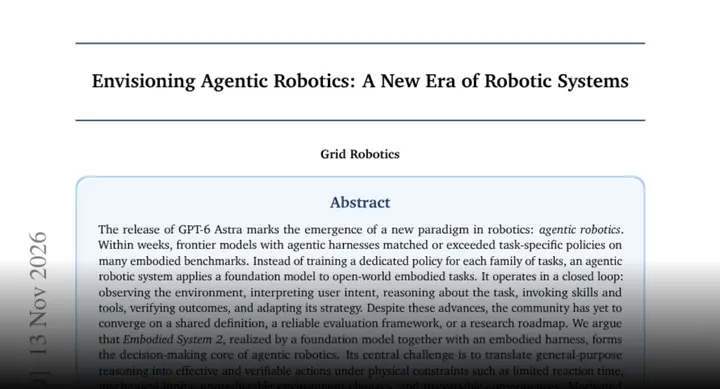 Envisioning Agentic Robotics: A New Era of Robotic Systems
Grid Robotics
Abstract
The release of GPT-6 Astra marks the emergence of a new paradigm in robotics: agentic robotics.
Within weeks, frontier models with agentic harnesses matched or exceeded task-specific policies on
many embodied benchmarks. Instead of training a dedicated policy for each family of tasks, an agentic
robotic system applies a foundation model to open-world embodied tasks. It operates in a closed loop:
observing the environment, interpreting user intent, reasoning about the task, invoking skills and
tools, verifying outcomes, and adapting its strategy. Despite these advances, the community has yet to
converge on a shared definition, a reliable evaluation framework, or a research roadmap. We argue
that Embodied System 2, realized by a foundation model together with an embodied harness, forms
the decision-making core of agentic robotics. Its central challenge is to translate general-purpose
reasoning into effective and verifiable actions under physical constraints such as limited reaction time,
] 13 Nov 2026